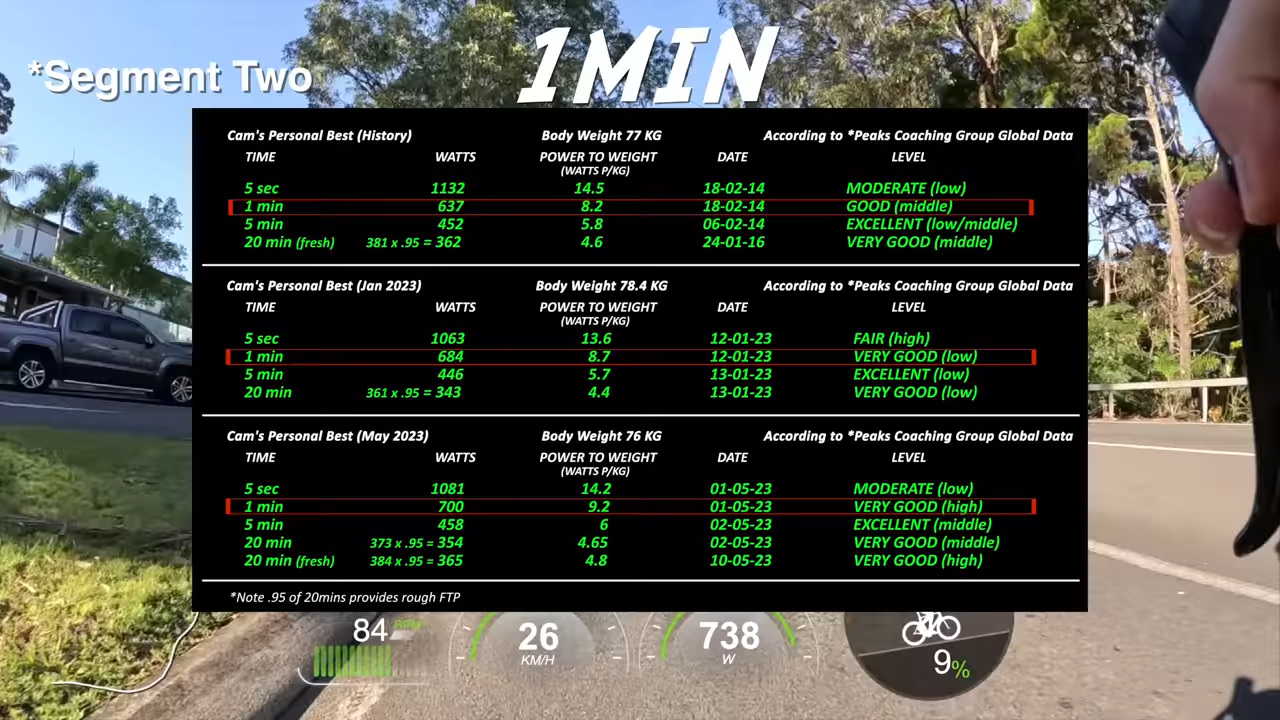 1MIN
*Segment Two
Cam's Personal Best (History) Body Weight 77 KG According to *Peaks Coaching Group Global Data
TIME WATTS POWER TO WEIGHT DATE LEVEL
(WATTS P/KG)
5 sec 1132 14.5 18-02-14 MODERATE (low)
1 min 637 8.2 18-02-14 GOOD (middle)
5 min 452 5.8 06-02-14 EXCELLENT (low/middle)
20 min (fresh) 381 x .95 = 362 4.6 24-01-16 VERY GOOD (middle)
Cam's Personal Best (Jan 2023) Body Weight 78.4 KG According to *Peaks Coaching Group Global Data
TIME WATTS POWER TO WEIGHT DATE LEVEL
(WATTS P/KG)
5 sec 1063 13.6 12-01-23 FAIR (high)
1 min 684 8.7 12-01-23 VERY GOOD (low)
5 min 446 5.7 13-01-23 EXCELLENT (low)
20 min 361 x .95 = 343 4.4 13-01-23 VERY GOOD (low)
Cam's Personal Best (May 2023) Body Weight 76 KG According to *Peaks Coaching Group Global Data
TIME WATTS POWER TO WEIGHT DATE LEVEL
(WATTS P/KG)
5 sec 1081 14.2 01-05-23 MODERATE (low)
1 min 700 9.2 01-05-23 VERY GOOD (high)
5 min 458 6 02-05-23 EXCELLENT (middle)
20 min 373 x .95 = 354 4.65 02-05-23 VERY GOOD (middle)
20 min (fresh) 384 x .95 = 365 4.8 10-05-23 VERY GOOD (high)
*Note .95 of 20mins provides rough FTP
84 RPM 26 KM/H 738 W 9%